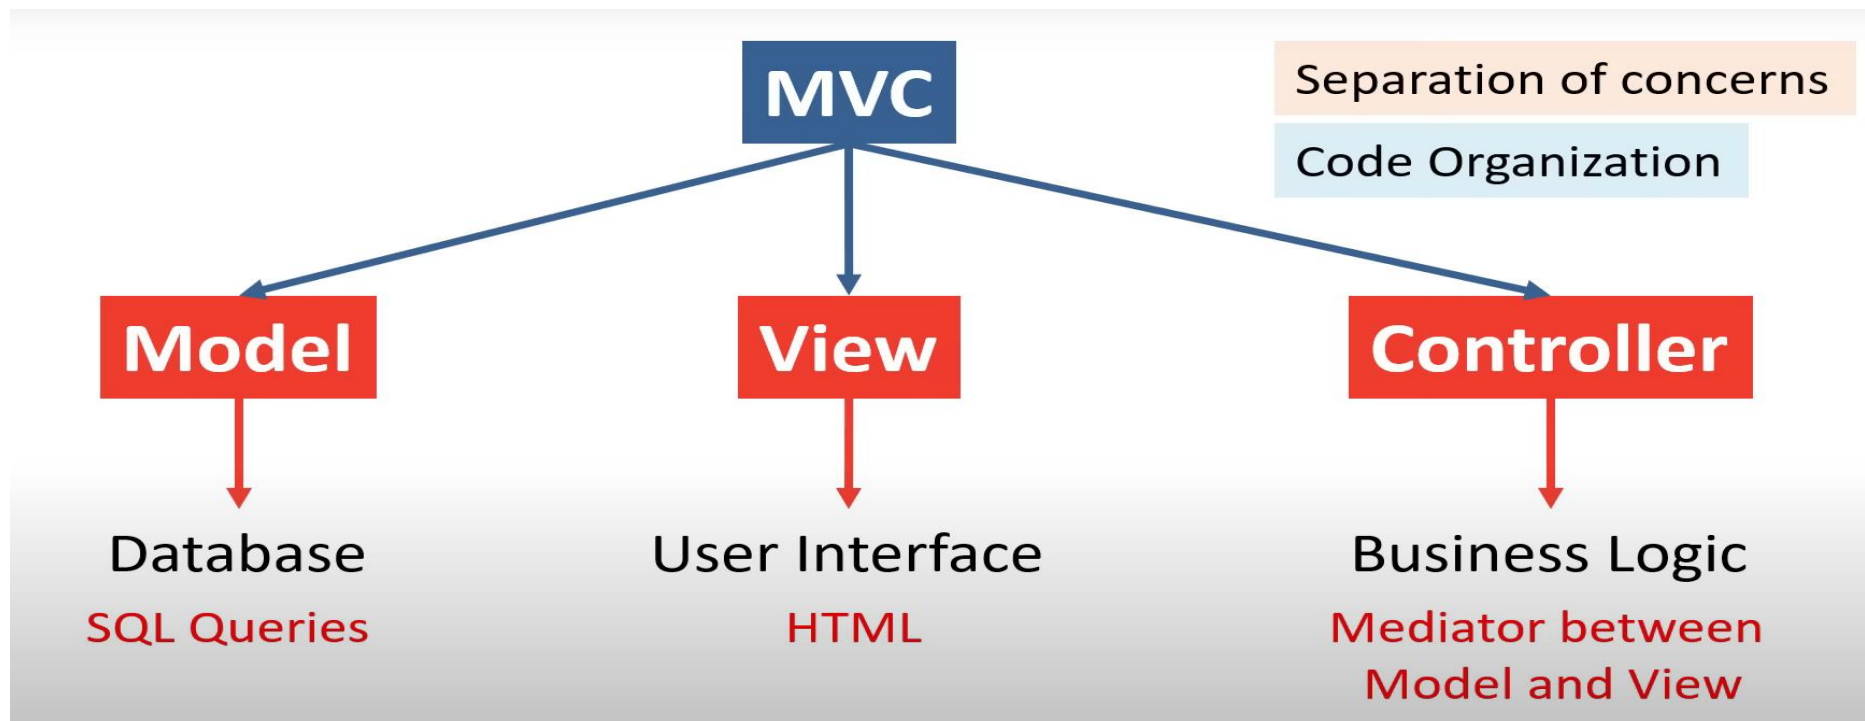 MVC
Separation of concerns
Code Organization
Model
View
Controller
Database
User Interface
Business Logic
SQL Queries
HTML
Mediator between
Model and View